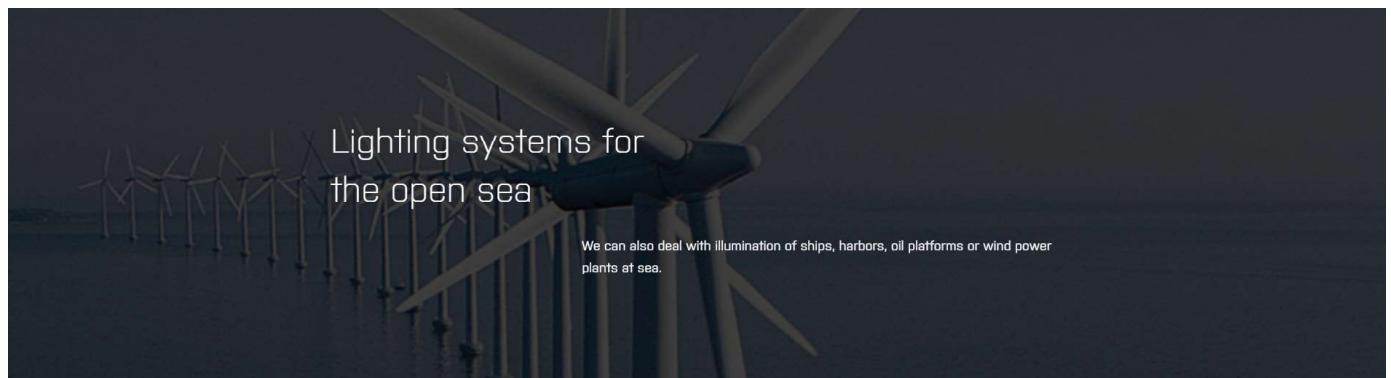 Lighting systems for
the open sea
We can also deal with illumination of ships, harbors, oil platforms or wind power
plants at sea.